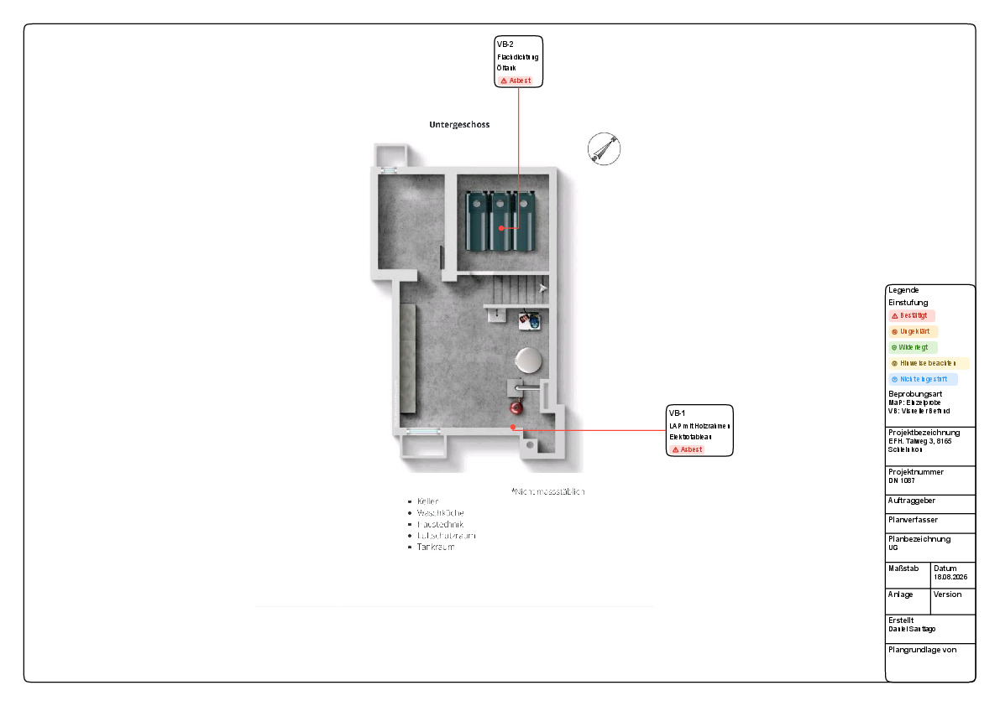 VB-2
Flachdichtung
Öltank
Asbest
Untergeschoss
VB-1
LAP mit Holzrahmen
Elektrotableau
Asbest
*Nicht massstäblich
Keller
Waschküche
Haustechnik
Luftschutzraum
Tankraum
Legende
Einstufung
Bestätigt
Ungeklärt
Widerlegt
Hinweise beachten
Nicht eingestuft
Beprobungsart
MaP: Einzelprobe
VB: Visueller Befund
Projektbezeichnung
EFH. Talweg 3, 8165
Schleinikon
Projektnummer
DN 1087
Auftraggeber
Planverfasser
Planbezeichnung
UG
Maßstab
Datum
18.08.2026
Anlage
Version
Erstellt
Daniel Santiago
Plangrundlage von